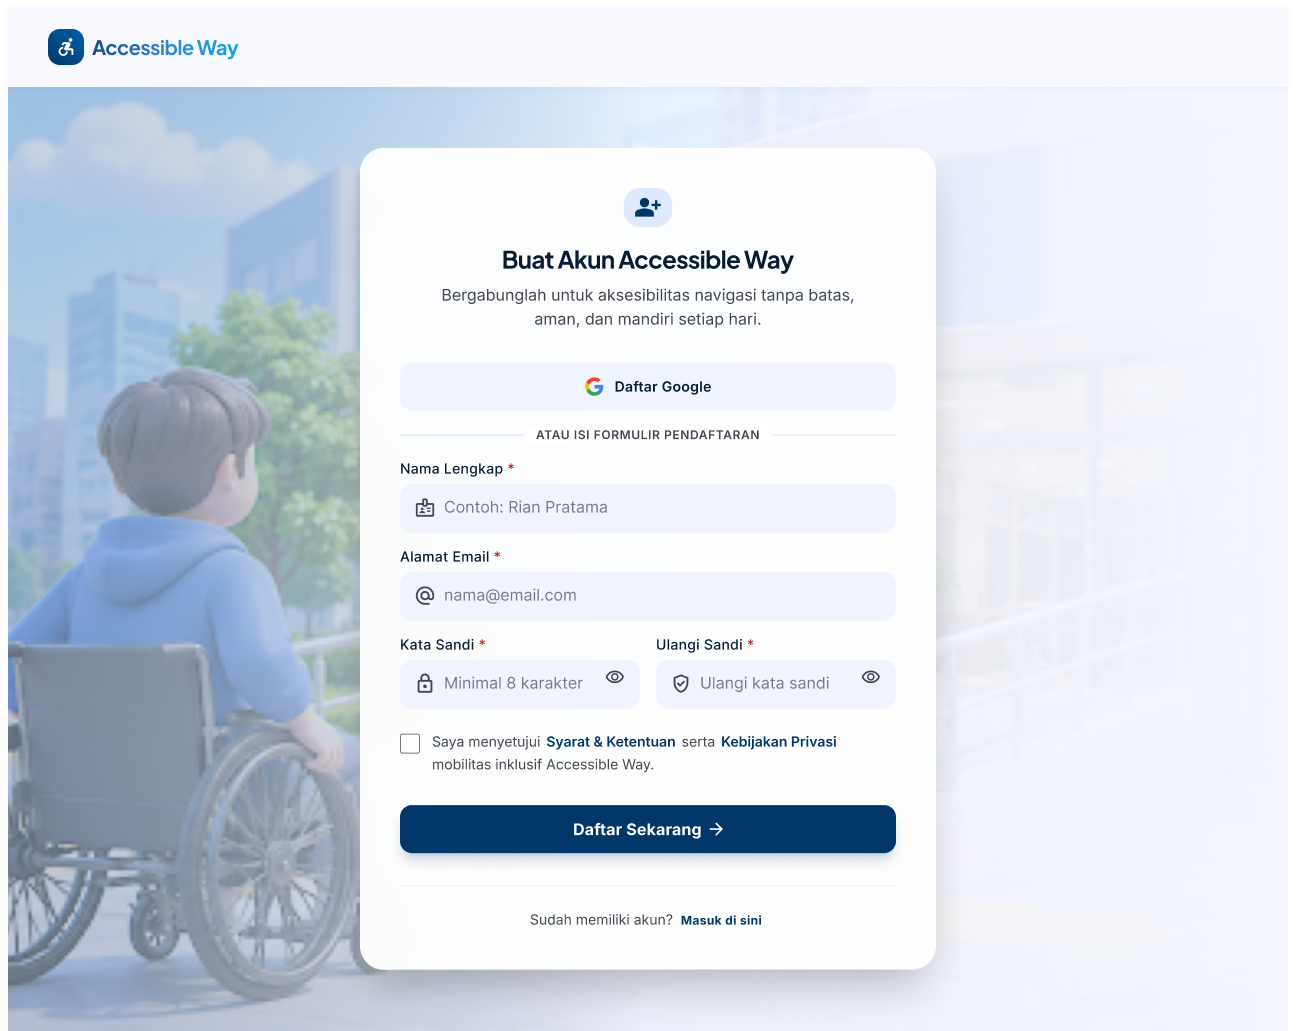 Accessible Way
Buat Akun Accessible Way
Bergabunglah untuk aksesibilitas navigasi tanpa batas,
aman, dan mandiri setiap hari.
Daftar Google
ATAU ISI FORMULIR PENDAFTARAN
Nama Lengkap *
Contoh: Rian Pratama
Alamat Email *
nama@email.com
Kata Sandi *
Ulangi Sandi *
Minimal 8 karakter
Ulangi kata sandi
Saya menyetujui Syarat & Ketentuan serta Kebijakan Privasi
mobilitas inklusif Accessible Way.
Daftar Sekarang →
Sudah memiliki akun? Masuk di sini